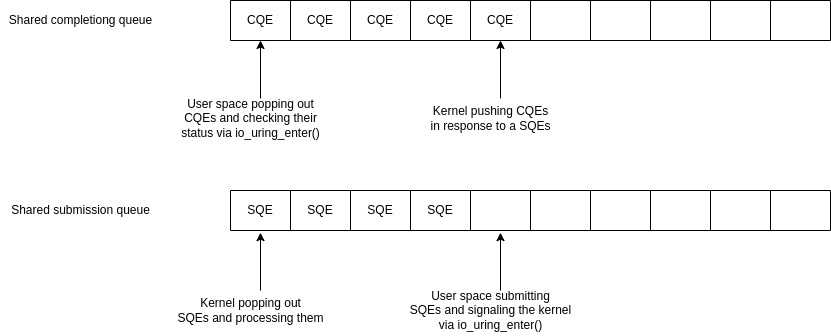 Shared completiong queue
CQE CQE CQE CQE CQE
User space popping out
CQEs and checking their
status via io_uring_enter()
Kernel pushing CQEs
in response to a SQEs
Shared submission queue
SQE SQE SQE SQE
Kernel popping out
SQEs and processing them
User space submitting
SQEs and signaling the kernel
via io_uring_enter()